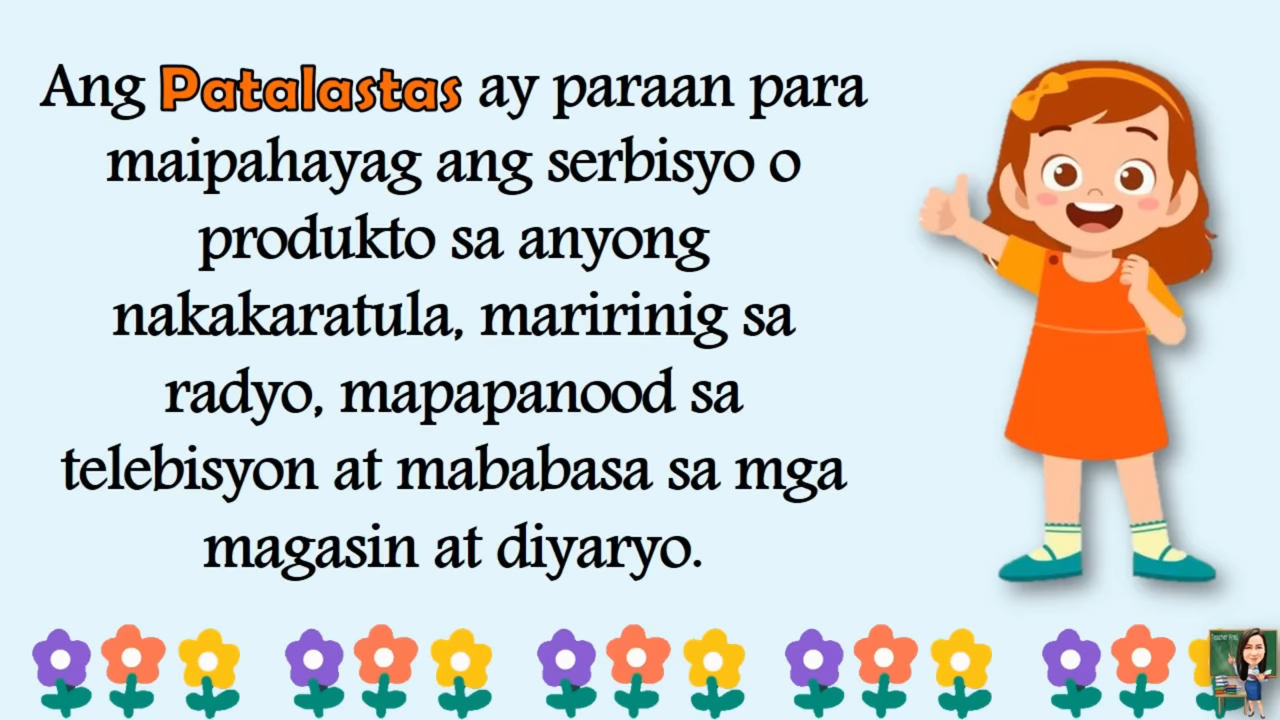 Ang Patalastas ay paraan para
maipahayag ang serbisyo o
produkto sa anyong
nakakaratula, maririnig sa
radyo, mapapanood sa
telebisyon at mababasa sa mga
magasin at diyaryo.